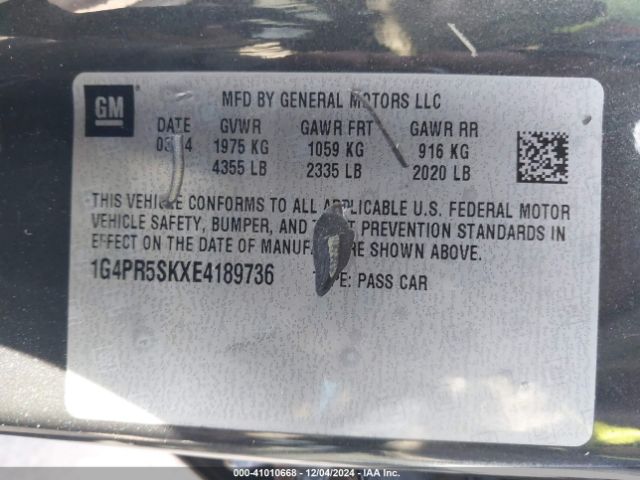 GM
MFD BY GENERAL MOTORS LLC
DATE GVWR GAWR FRT GAWR RR
1975 KG 1059 KG 916 KG
4355 LB 2335 LB 2020 LB
THIS VEHICLE CONFORMS TO ALL APPLICABLE U.S. FEDERAL MOTOR
VEHICLE SAFETY, BUMPER, AND PREVENTION STANDARDS IN
EFFECT ON THE DATE OF MANUFACTURE SHOWN ABOVE.
1G4PR5SKXE4189736 TYPE: PASS CAR
000-41010668 - 12/04/2024 - IAA Inc.